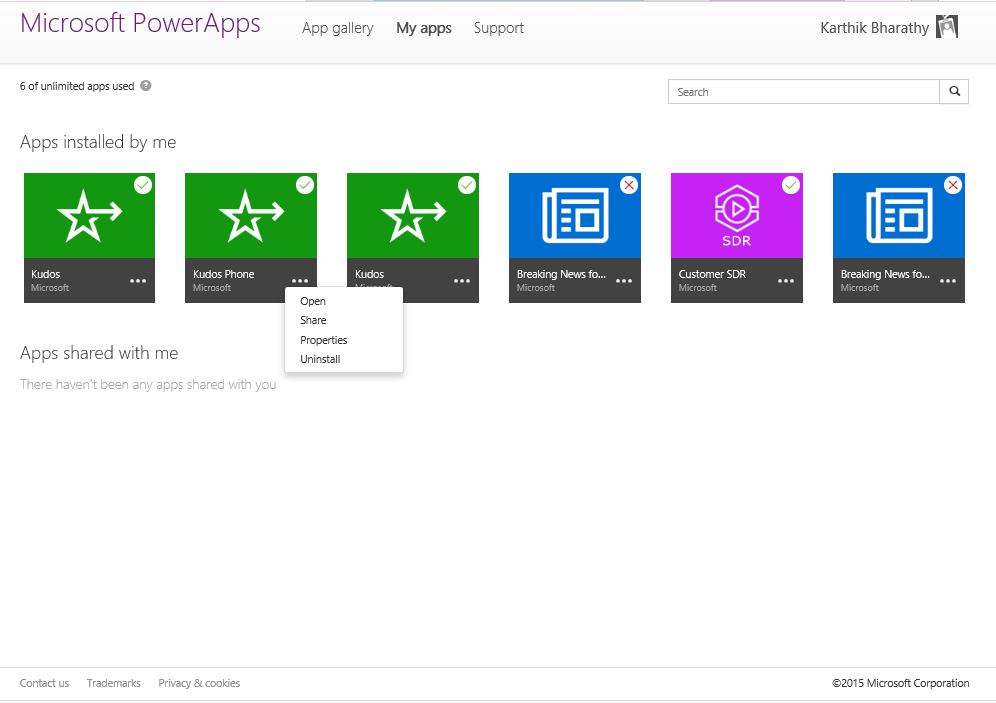 Microsoft PowerApps
App gallery
My apps
Support
Karthik Bharathy
6 of unlimited apps used
?
Search
Apps installed by me
SDR
Kudos
Microsoft
Kudos Phone
Microsoft
Kudos
Microsoft
Breaking News fo...
Microsoft
Customer SDR
Microsoft
Breaking News fo...
Microsoft
Open
Share
Properties
Uninstall
Apps shared with me
There haven't been any apps shared with you
Contact us
Trademarks
Privacy & cookies
©2015 Microsoft Corporation